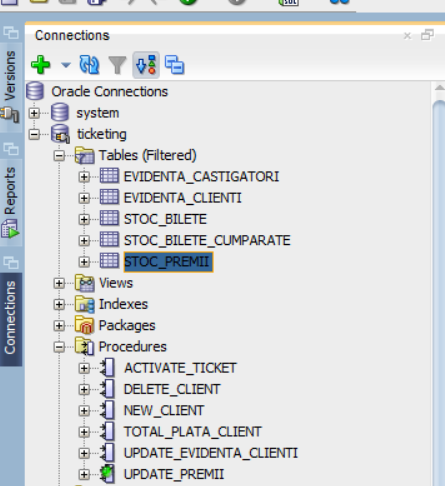 SQL
Connections
Versions
Reports
Connections
Oracle Connections
system
ticketing
Tables (Filtered)
EVIDENTA_CASTIGATORI
EVIDENTA_CLIENTI
STOC_BILETE
STOC_BILETE_CUMPARATE
STOC_PREMII
Views
Indexes
Packages
Procedures
ACTIVATE_TICKET
DELETE_CLIENT
NEW_CLIENT
TOTAL_PLATA_CLIENT
UPDATE_EVIDENTA_CLIENTI
UPDATE_PREMII